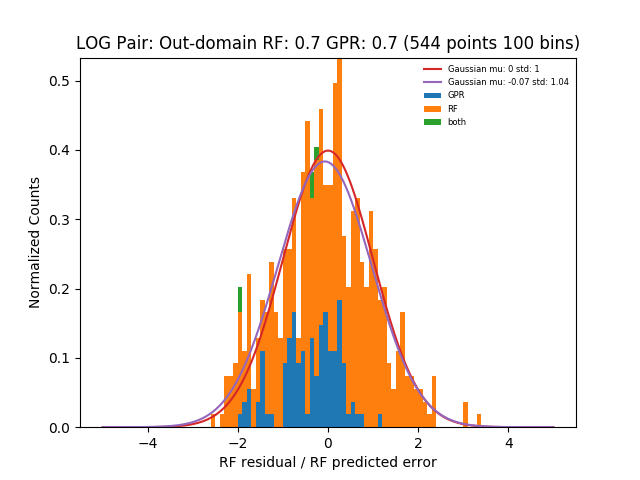 LOG Pair: Out-domain RF: 0.7 GPR: 0.7 (544 points 100 bins)
Gaussian mu: 0 std: 1
Gaussian mu: -0.07 std: 1.04
GPR
RF
both
Normalized Counts
0.5
0.4
0.3
0.2
0.1
0.0
−4 −2 0 2 4
RF residual / RF predicted error